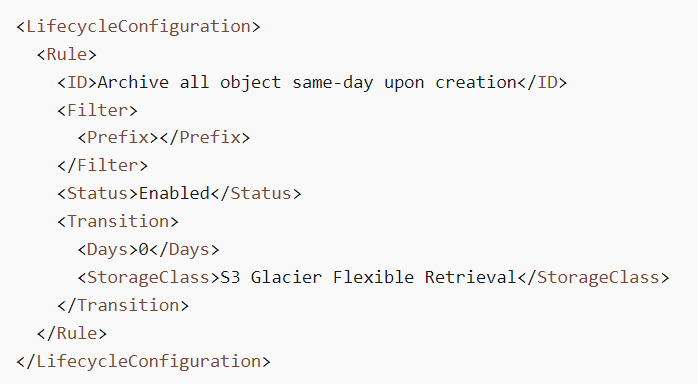 <LifecycleConfiguration>
  <Rule>
    <ID>Archive all object same-day upon creation</ID>
    <Filter>
      <Prefix></Prefix>
    </Filter>
    <Status>Enabled</Status>
    <Transition>
      <Days>0</Days>
      <StorageClass>S3 Glacier Flexible Retrieval</StorageClass>
    </Transition>
  </Rule>
</LifecycleConfiguration>